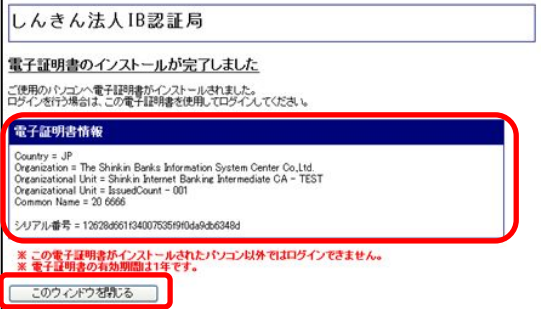 しんきん法人IB認証局
電子証明書のインストールが完了しました
ご使用のパソコンへ電子証明書がインストールされました。
ログインを行う場合は、この電子証明書を使用してログインしてください。
電子証明書情報
Country = JP
Organization = The Shinkin Banks Information System Center Co.,Ltd.
Organizational Unit = Shinkin Internet Banking Intermediate CA - TEST
Organizational Unit = IssuedCount - 001
Common Name = 20 6666
シリアル番号 = 12628d661f34007535f9f0da9db6348d
※ この電子証明書がインストールされたパソコン以外ではログインできません。
※ 電子証明書の有効期間は1年です。
このウィンドウを閉じる